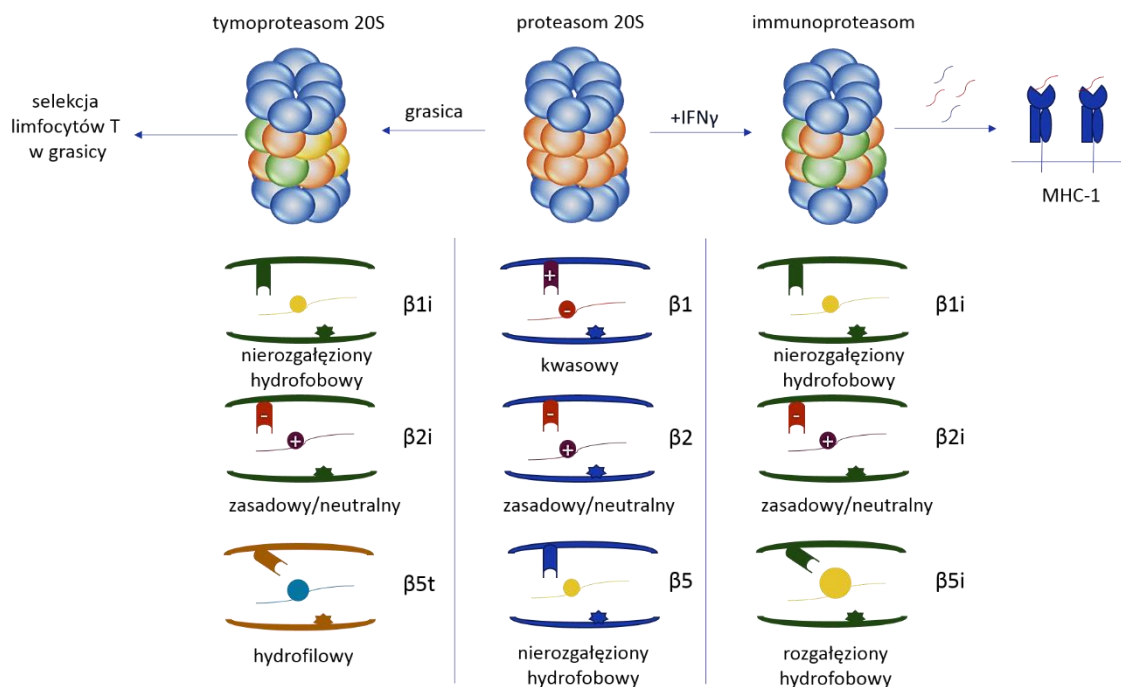 tymoproteasom 20S
proteasom 20S
immunoproteasom
selekcja
limfocytów T
w grasicy
grasica
+IFNγ
MHC-1
β1i
nierozgałęziony
hydrofobowy
+
-
β1
kwasowy
β1i
nierozgałęziony
hydrofobowy
-
+
β2i
zasadowy/neutralny
-
+
β2
zasadowy/neutralny
-
+
β2i
zasadowy/neutralny
β5t
hydrofilowy
β5
nierozgałęziony
hydrofobowy
β5i
rozgałęziony
hydrofobowy